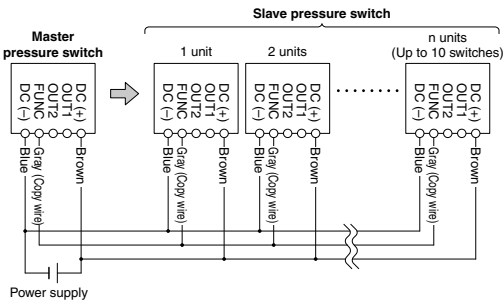 Slave pressure switch
Master
pressure switch
1 unit
2 units
n units
(Up to 10 switches)
DC (−)
FUNC
OUT2
OUT1
DC (+)
DC (−)
FUNC
OUT2
OUT1
DC (+)
DC (−)
FUNC
OUT2
OUT1
DC (+)
DC (−)
FUNC
OUT2
OUT1
DC (+)
Blue
Gray (Copy wire)
Brown
Blue
Gray (Copy wire)
Brown
Blue
Gray (Copy wire)
Brown
Blue
Gray (Copy wire)
Brown
Power supply